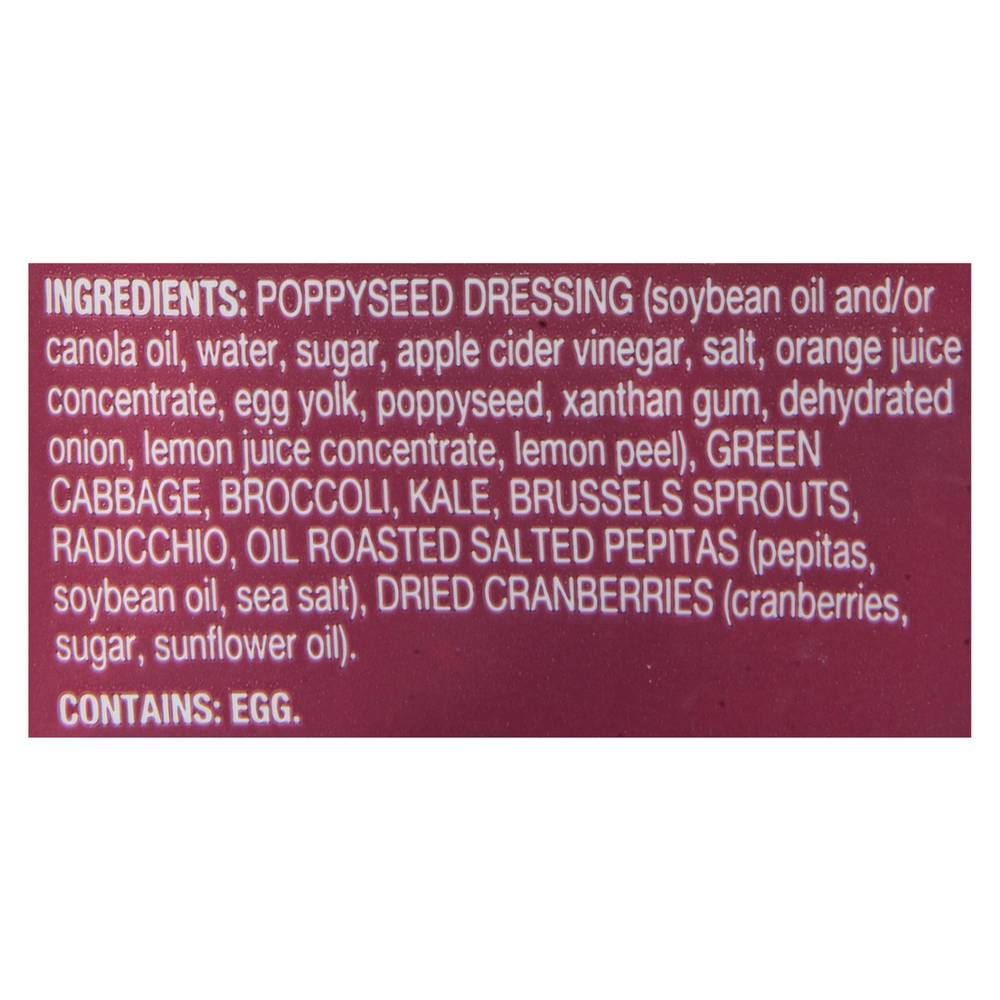 INGREDIENTS: POPPYSEED DRESSING (soybean oil and/or
canola oil, water, sugar, apple cider vinegar, salt, orange juice
concentrate, egg yolk, poppyseed, xanthan gum, dehydrated
onion, lemon juice concentrate, lemon peel), GREEN
CABBAGE, BROCCOLI, KALE, BRUSSELS SPROUTS,
RADICCHIO, OIL ROASTED SALTED PEPITAS (pepitas,
soybean oil, sea salt), DRIED CRANBERRIES (cranberries,
sugar, sunflower oil).
CONTAINS: EGG.